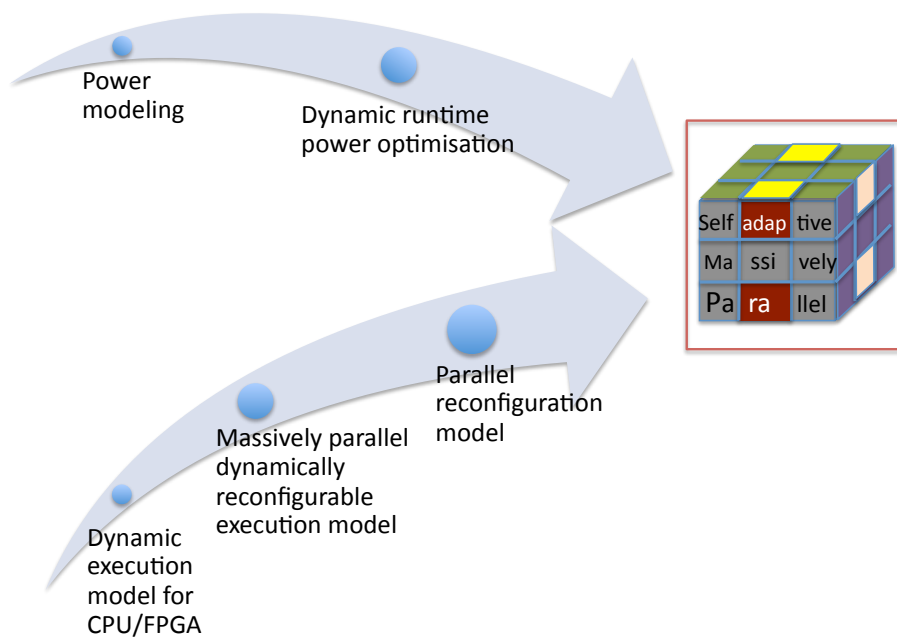 Power
modeling
Dynamic runtime
power optimisation
Self adap tive
Ma ssi vely
Pa ra llel
Parallel
reconfiguration
model
Massively parallel
dynamically
reconfigurable
execution model
Dynamic
execution
model for
CPU/FPGA